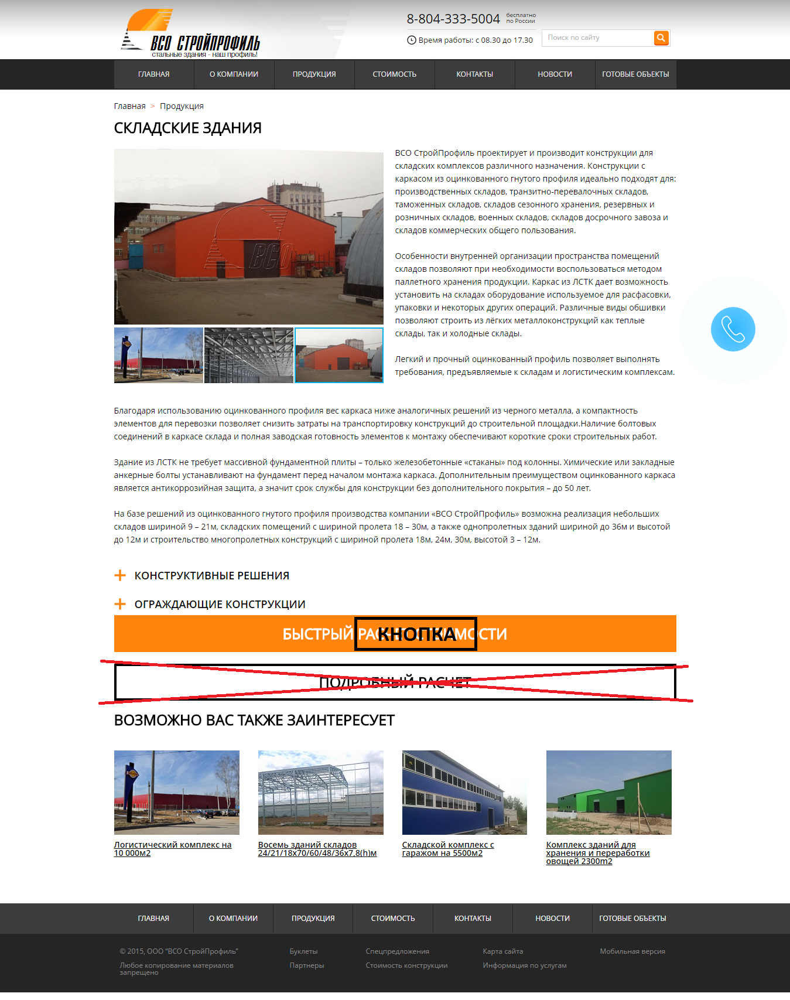 ВСО СТРОЙПРОФИЛЬ
стальные здания - наш профиль!
8-804-333-5004 бесплатно
по России
Время работы: с 08.30 до 17.30
Поиск по сайту
ГЛАВНАЯ О КОМПАНИИ ПРОДУКЦИЯ СТОИМОСТЬ КОНТАКТЫ НОВОСТИ ГОТОВЫЕ ОБЪЕКТЫ
Главная > Продукция
СКЛАДСКИЕ ЗДАНИЯ
ВСО
ВСО СтройПрофиль проектирует и производит конструкции для
складских комплексов различного назначения. Конструкции с
каркасом из оцинкованного гнутого профиля идеально подходят для:
производственных складов, транзитно-перевалочных складов,
таможенных складов, складов сезонного хранения, резервных и
розничных складов, военных складов, складов досрочного завоза и
складов коммерческих общего пользования.
Особенности внутренней организации пространства помещений
складов позволяют при необходимости воспользоваться методом
паллетного хранения продукции. Каркас из ЛСТК дает возможность
установить на складах оборудование используемое для расфасовки,
упаковки и некоторых других операций. Различные виды обшивки
позволяют строить из лёгких металлоконструкций как теплые
склады, так и холодные склады.
Легкий и прочный оцинкованный профиль позволяет выполнять
требования, предъявляемые к складам и логистическим комплексам.
Благодаря использованию оцинкованного профиля вес каркаса ниже аналогичных решений из черного металла, а компактность
элементов для перевозки позволяет снизить затраты на транспортировку конструкций до строительной площадки.Наличие болтовых
соединений в каркасе склада и полная заводская готовность элементов к монтажу обеспечивают короткие сроки строительных работ.
Здание из ЛСТК не требует массивной фундаментной плиты – только железобетонные «стаканы» под колонны. Химические или закладные
анкерные болты устанавливают на фундамент перед началом монтажа каркаса. Дополнительным преимуществом оцинкованного каркаса
является антикоррозийная защита, а значит срок службы для конструкции без дополнительного покрытия – до 50 лет.
На базе решений из оцинкованного гнутого профиля производства компании «ВСО СтройПрофиль» возможна реализация небольших
складов шириной 9 – 21м, складских помещений с шириной пролета 18 – 30м, а также однопролетных зданий шириной до 36м и высотой
до 12м и строительство многопролетных конструкций с шириной пролета 18м, 24м, 30м, высотой 3 – 12м.
КОНСТРУКТИВНЫЕ РЕШЕНИЯ
ОГРАЖДАЮЩИЕ КОНСТРУКЦИИ
БЫСТРЫЙ РАСЧЕТ СТОИМОСТИ
КНОПКА
ПОДРОБНЫЙ РАСЧЕТ
ВОЗМОЖНО ВАС ТАКЖЕ ЗАИНТЕРЕСУЕТ
Логистический комплекс на
10 000м2
Восемь зданий складов
24/21/18х70/60/48/36х7,8(h)м
Складской комплекс с
гаражом на 5500м2
Комплекс зданий для
хранения и переработки
овощей 2300m2
ГЛАВНАЯ О КОМПАНИИ ПРОДУКЦИЯ СТОИМОСТЬ КОНТАКТЫ НОВОСТИ ГОТОВЫЕ ОБЪЕКТЫ
© 2015, ООО “ВСО СтройПрофиль” Буклеты Спецпредложения Карта сайта Мобильная версия
Любое копирование материалов Партнеры Стоимость конструкции Информация по услугам
запрещено